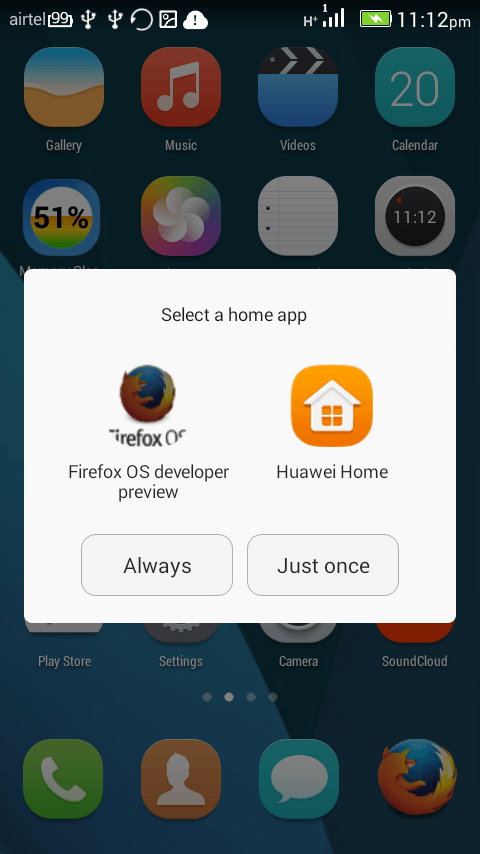 airtel 99 H+ 1 11:12pm
20
Gallery Music Videos Calendar
51% 11:12
Select a home app
Firefox OS
Firefox OS developer
preview
Huawei Home
Always Just once
Play Store Settings Camera SoundCloud